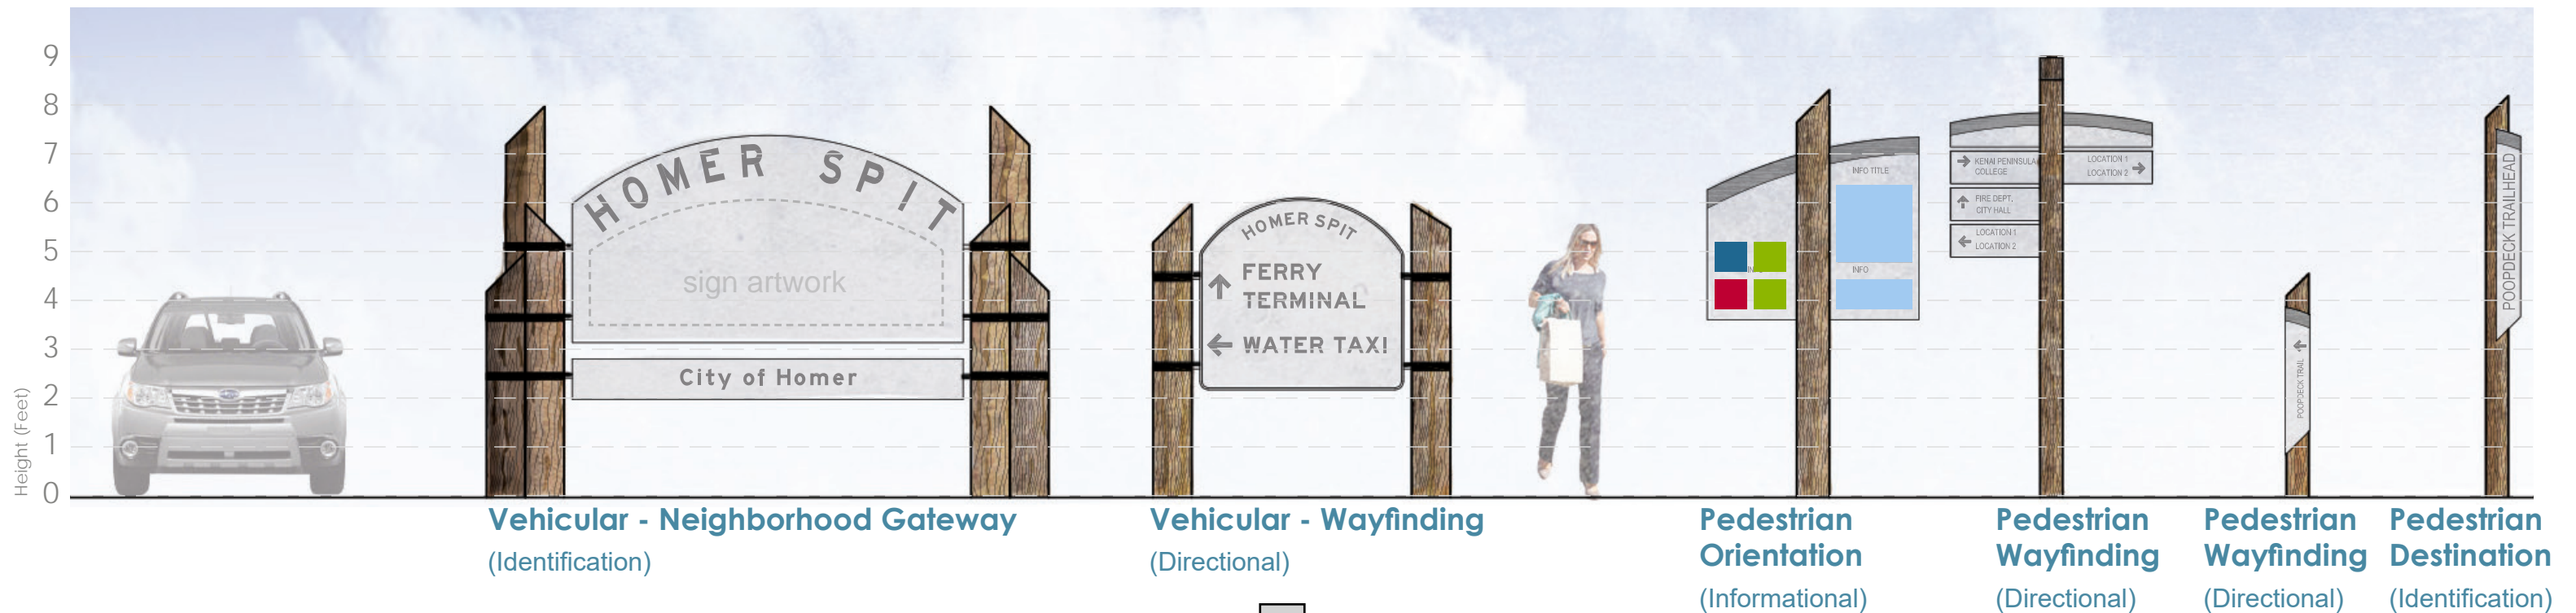 9
8
7
6
5
4
3
2
1
0
Height (Feet)
HOMER SPIT
sign artwork
City of Homer
HOMER SPIT
↑ FERRY
TERMINAL
← WATER TAXI
INFO TITLE
INFO
→ KENAI PENINSULA
COLLEGE
LOCATION 1
LOCATION 2 →
↑ FIRE DEPT,
CITY HALL
← LOCATION 1
LOCATION 2
← POOPDECK TRAIL
POOPDECK TRAILHEAD
Vehicular - Neighborhood Gateway
(Identification)
Vehicular - Wayfinding
(Directional)
Pedestrian
Orientation
(Informational)
Pedestrian
Wayfinding
(Directional)
Pedestrian
Wayfinding
(Directional)
Pedestrian
Destination
(Identification)